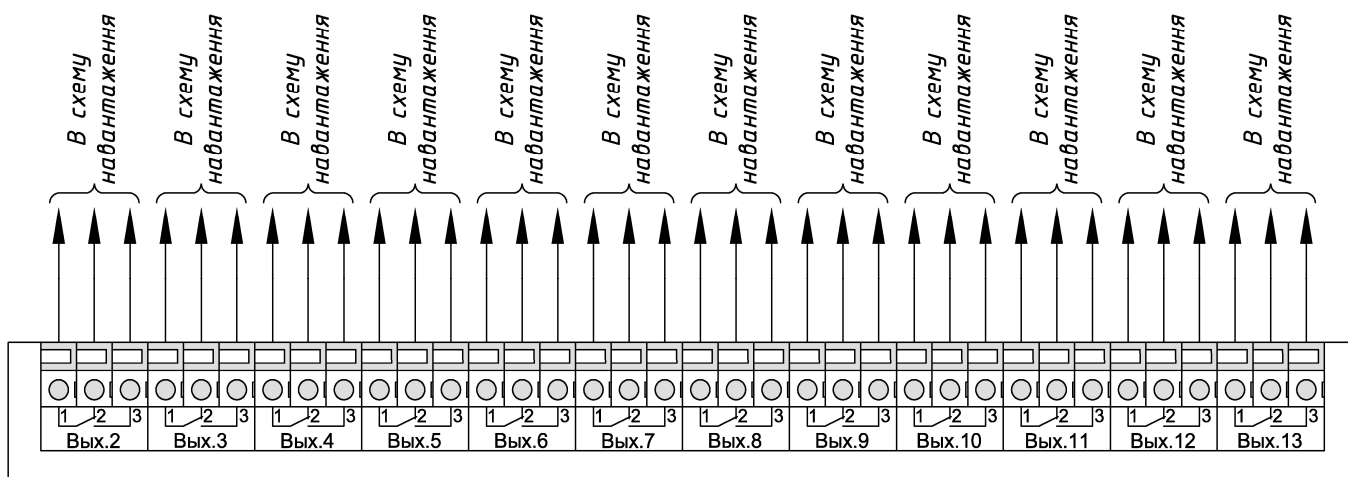 В схему
навантаження
В схему
навантаження
В схему
навантаження
В схему
навантаження
В схему
навантаження
В схему
навантаження
В схему
навантаження
В схему
навантаження
В схему
навантаження
В схему
навантаження
В схему
навантаження
В схему
навантаження
1 2 3 1 2 3 1 2 3 1 2 3 1 2 3 1 2 3 1 2 3 1 2 3 1 2 3 1 2 3 1 2 3 1 2 3
Вых.2 Вых.3 Вых.4 Вых.5 Вых.6 Вых.7 Вых.8 Вых.9 Вых.10 Вых.11 Вых.12 Вых.13